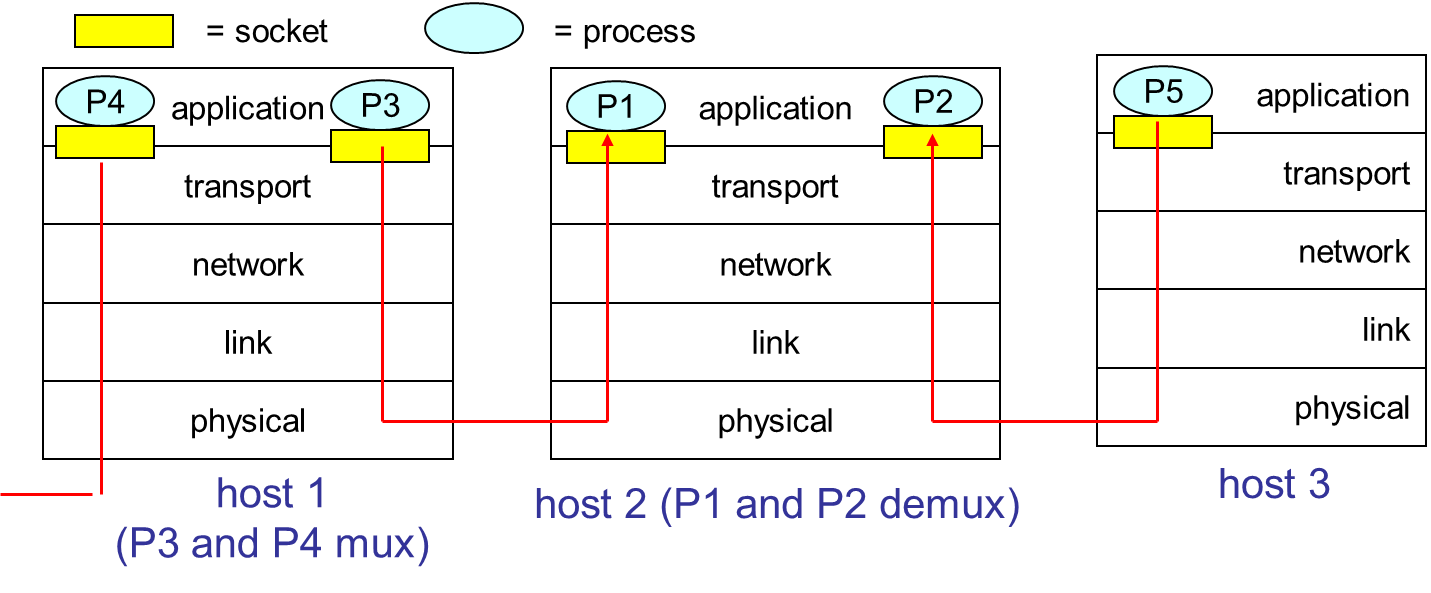 = socket
= process
P4
application
P3
P1
application
P2
P5
application
transport
transport
transport
network
network
network
link
link
link
physical
physical
physical
host 1
(P3 and P4 mux)
host 2 (P1 and P2 demux)
host 3